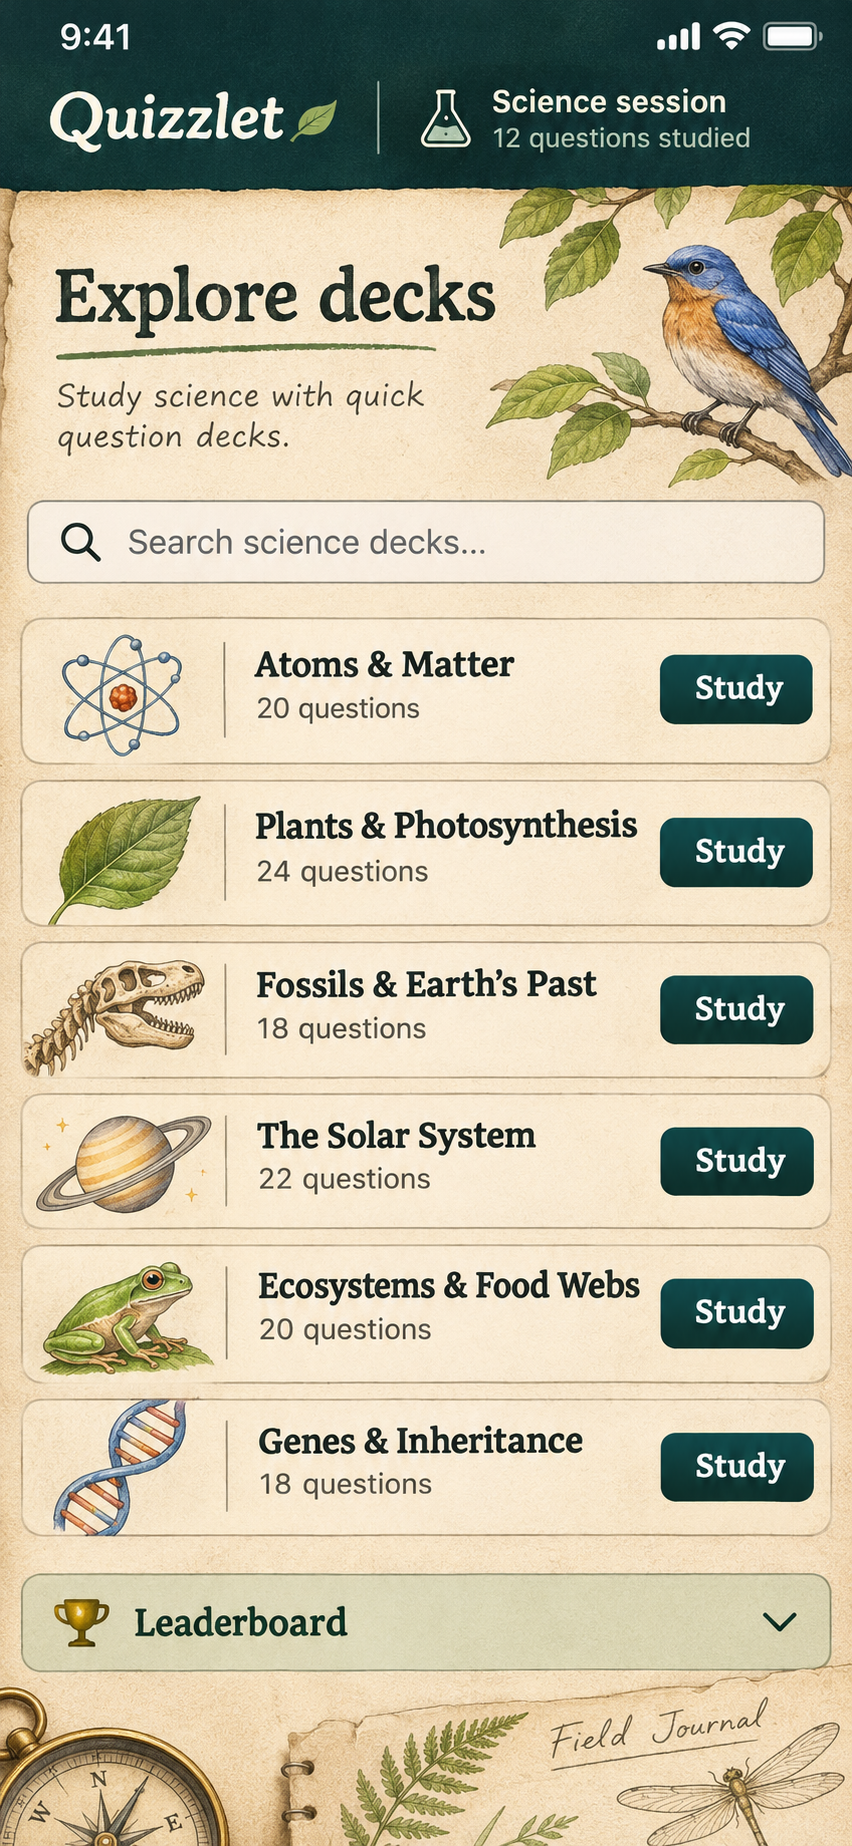 9:41
Quizzlet
Science session
12 questions studied
Explore decks
Study science with quick
question decks.
Search science decks...
Atoms & Matter
20 questions
Study
Plants & Photosynthesis
24 questions
Study
Fossils & Earth’s Past
18 questions
Study
The Solar System
22 questions
Study
Ecosystems & Food Webs
20 questions
Study
Genes & Inheritance
18 questions
Study
Leaderboard
Field Journal
N
W
E